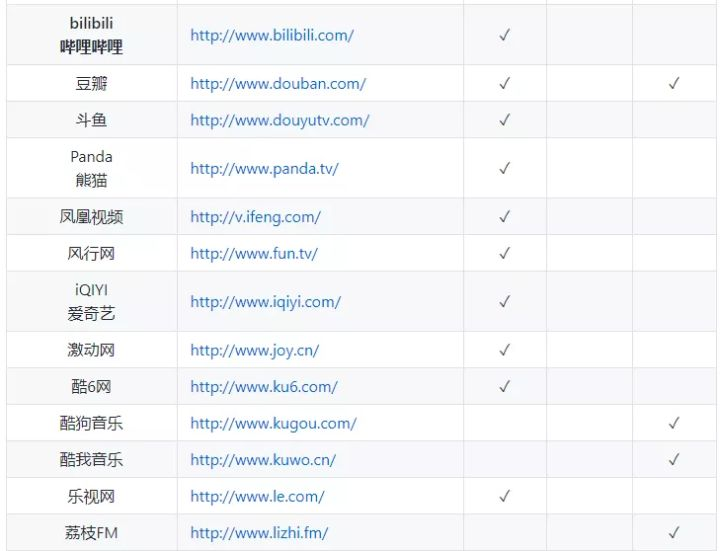 bilibili
哔哩哔哩 http://www.bilibili.com/ ✓
豆瓣 http://www.douban.com/ ✓ ✓
斗鱼 http://www.douyutv.com/ ✓
Panda
熊猫 http://www.panda.tv/ ✓
凤凰视频 http://v.ifeng.com/ ✓
风行网 http://www.fun.tv/ ✓
iQIYI
爱奇艺 http://www.iqiyi.com/ ✓
激动网 http://www.joy.cn/ ✓
酷6网 http://www.ku6.com/ ✓
酷狗音乐 http://www.kugou.com/ ✓
酷我音乐 http://www.kuwo.cn/ ✓
乐视网 http://www.le.com/ ✓
荔枝FM http://www.lizhi.fm/ ✓